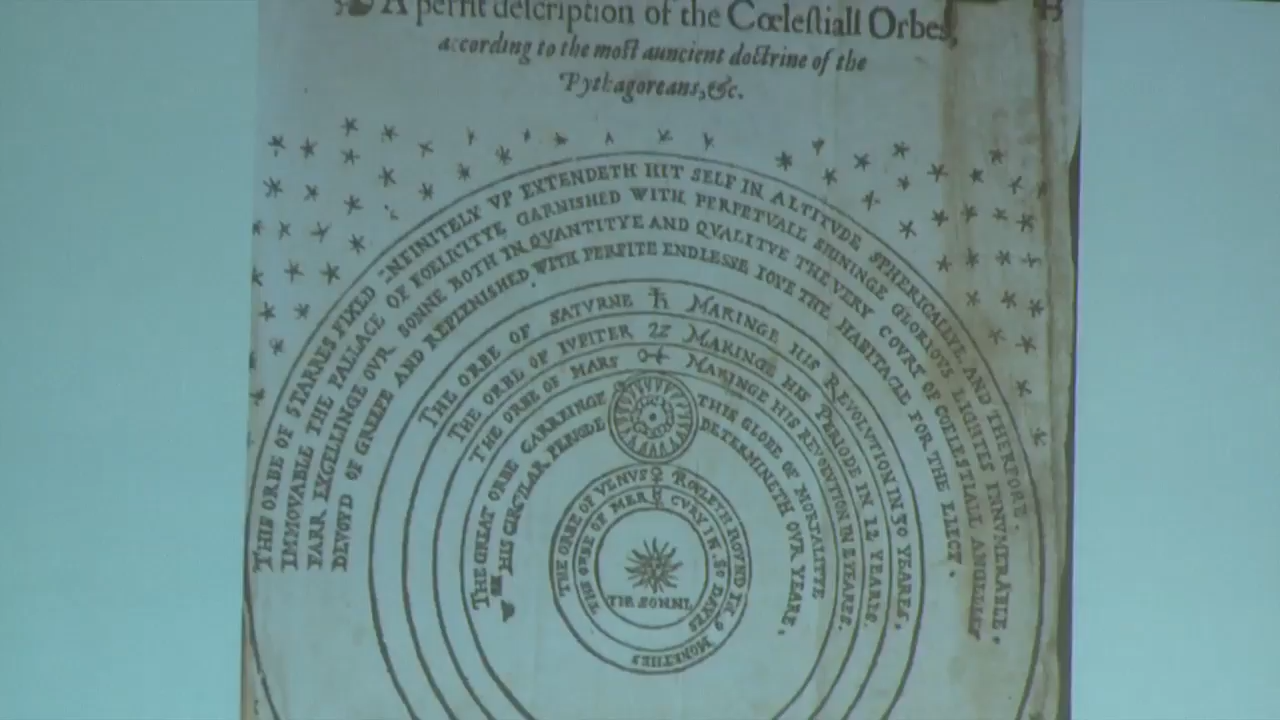 A perfit description of the Cœlestiall Orbes,
according to the most auncient doctrine of the
Pythagoreans, &c.
THIS ORBE OF STARRES FIXED INFINITELY VP EXTENDETH HIT SELF IN ALTITVDE SPHERICALLYE, AND THEREFORE
IMMOVABLE THE PALLACE OF FOELICITYE GARNISHED WITH PERPETVALL SHININGE GLORIOVS LIGHTES INNVMERABLE,
FARR EXCELLINGE OVR SONNE BOTH IN QVANTITYE AND QVALITYE THE VERY COVRT OF COELESTIALL ANGELLES
DEVOYD OF GREEFE AND REPLENISHED WITH PERFITE ENDLESSE IOYE THE HABITACLE FOR THE ELECT.
THE ORBE OF SATVRNE ♄ MAKINGE HIS REVOLVTION IN 30 YEARES,
THE ORBE OF IVPITER ♃ MAKINGE HIS PERIODE IN 12 YEARES.
THE ORBE OF MARS ♂ MAKINGE HIS REVOLVTION IN 2 YEARES.
THE GREAT ORBE CARREINGE THIS GLOBE OF MORTALITYE
HIS CIRCVLAR PERIODE DETERMINETH OVR YEARE,
THE ORBE OF VENVS ♀ ROVLETH ROVND IN 9 MONETHES
THE ORBE OF MER☿CVRY IN 80 DAYES
THE SONNE